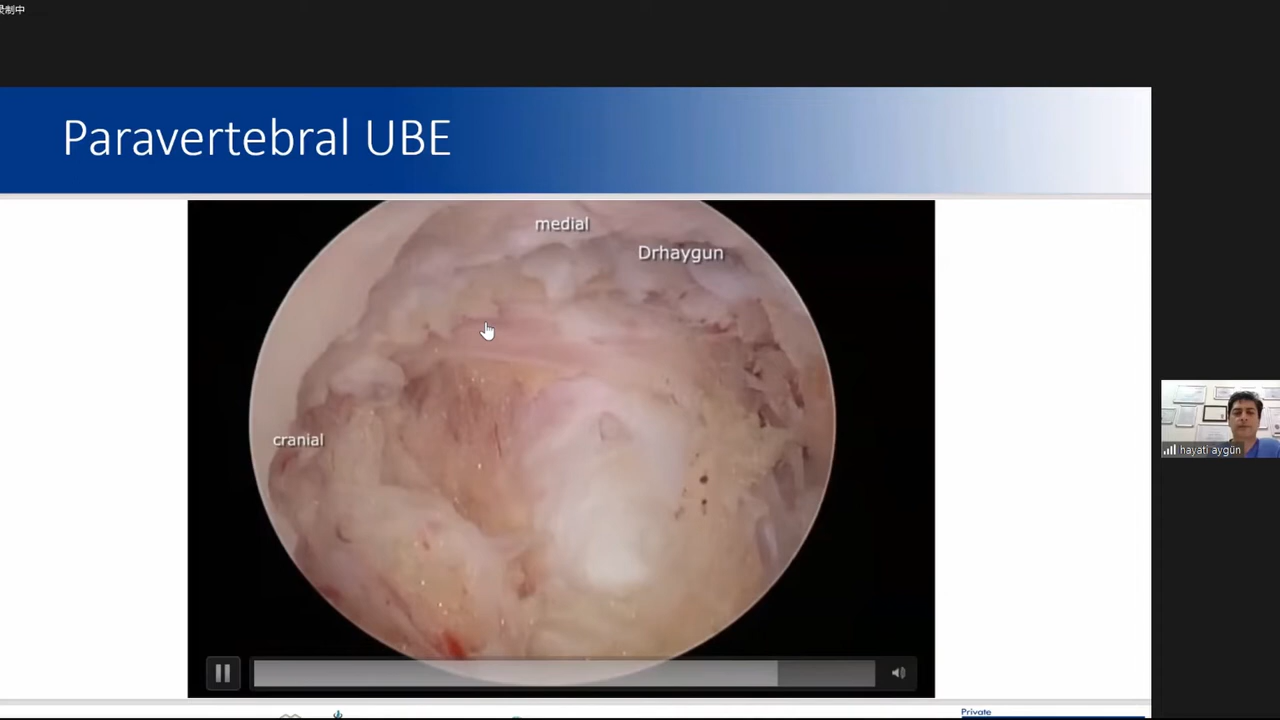 录制中
Paravertebral UBE
medial
Drhaygun
cranial
hayati aygün
Private